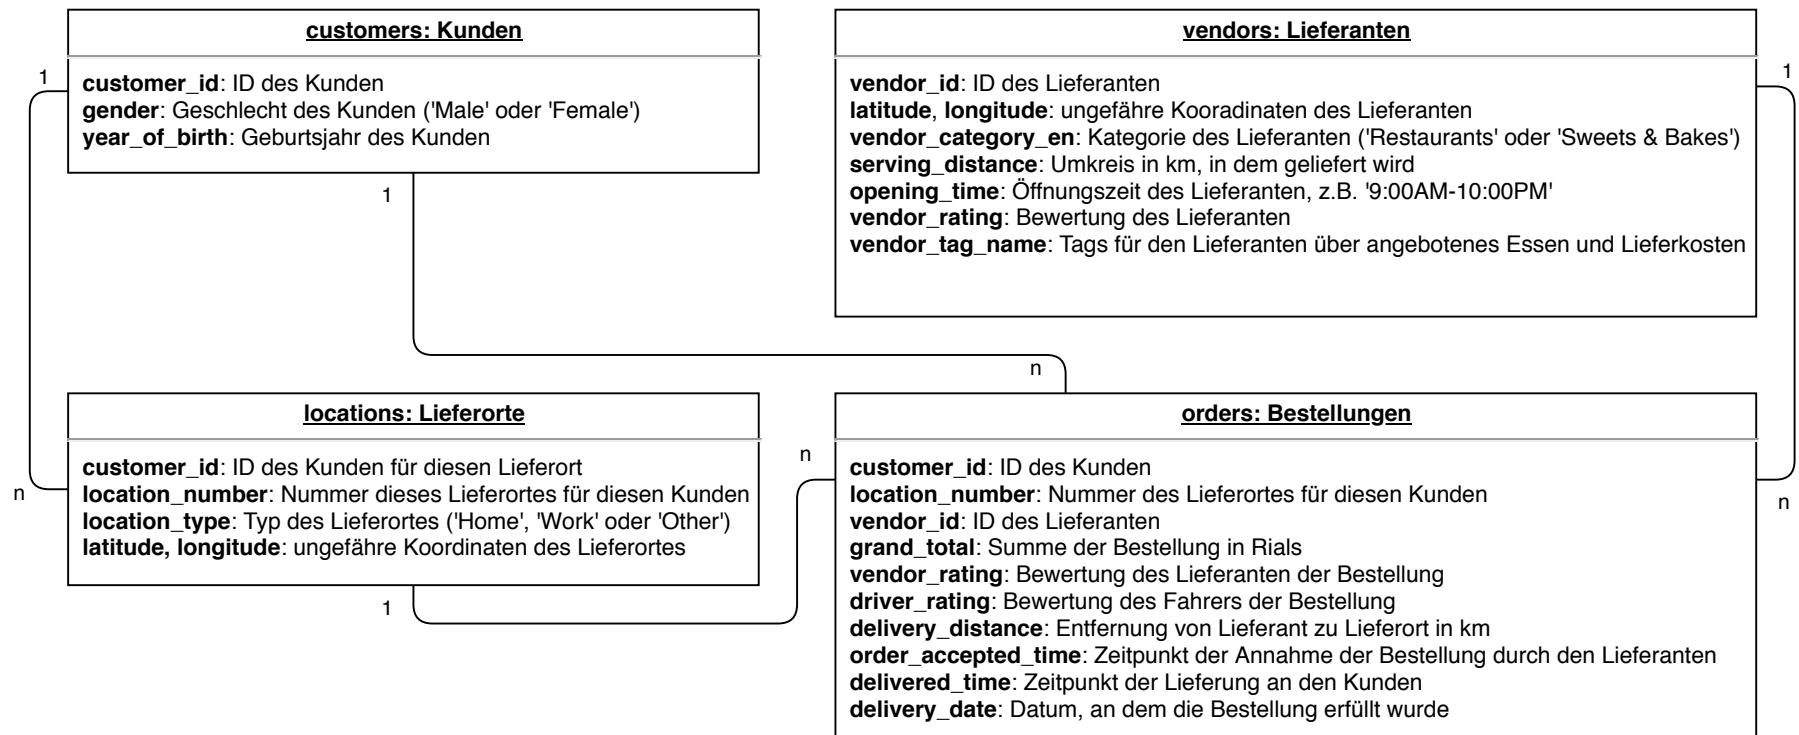 customers: Kunden
customer_id: ID des Kunden
gender: Geschlecht des Kunden ('Male' oder 'Female')
year_of_birth: Geburtsjahr des Kunden
1
1
vendors: Lieferanten
vendor_id: ID des Lieferanten
latitude, longitude: ungefähre Kooradinaten des Lieferanten
vendor_category_en: Kategorie des Lieferanten ('Restaurants' oder 'Sweets & Bakes')
serving_distance: Umkreis in km, in dem geliefert wird
opening_time: Öffnungszeit des Lieferanten, z.B. '9:00AM-10:00PM'
vendor_rating: Bewertung des Lieferanten
vendor_tag_name: Tags für den Lieferanten über angebotenes Essen und Lieferkosten
1
n
locations: Lieferorte
customer_id: ID des Kunden für diesen Lieferort
location_number: Nummer dieses Lieferortes für diesen Kunden
location_type: Typ des Lieferortes ('Home', 'Work' oder 'Other')
latitude, longitude: ungefähre Koordinaten des Lieferortes
n
1
n
orders: Bestellungen
customer_id: ID des Kunden
location_number: Nummer des Lieferortes für diesen Kunden
vendor_id: ID des Lieferanten
grand_total: Summe der Bestellung in Rials
vendor_rating: Bewertung des Lieferanten der Bestellung
driver_rating: Bewertung des Fahrers der Bestellung
delivery_distance: Entfernung von Lieferant zu Lieferort in km
order_accepted_time: Zeitpunkt der Annahme der Bestellung durch den Lieferanten
delivered_time: Zeitpunkt der Lieferung an den Kunden
delivery_date: Datum, an dem die Bestellung erfüllt wurde
n